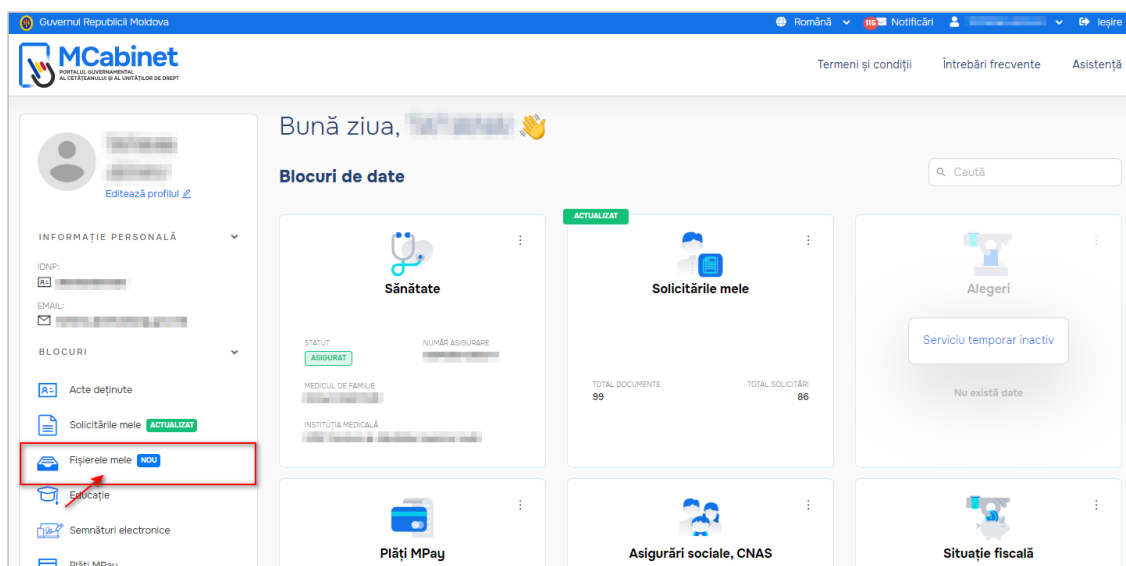 Guvernul Republicii Moldova
Română
115 Notificări
Ieșire
MCabinet
PORTALUL GUVERNAMENTAL
AL CETĂȚEANULUI ȘI AL UNITĂȚILOR DE DREPT
Termeni și condiții
Întrebări frecvente
Asistență
Bună ziua,
Editează profilul
Blocuri de date
Caută
INFORMAȚIE PERSONALĂ
IDNP:
EMAIL:
BLOCURI
Acte deținute
Solicitările mele ACTUALIZAT
Fișierele mele NOU
Educație
Semnături electronice
Plăți MPay
Sănătate
STATUT
NUMĂR ASIGURARE
ASIGURAT
MEDICUL DE FAMILIE
INSTITUȚIA MEDICALĂ
ACTUALIZAT
Solicitările mele
TOTAL DOCUMENTE
TOTAL SOLICITĂRI
99
86
Alegeri
Serviciu temporar inactiv
Nu există date
Plăți MPay
Asigurări sociale, CNAS
Situație fiscală